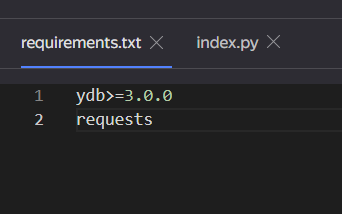 requirements.txt index.py
1 ydb>=3.0.0
2 requests